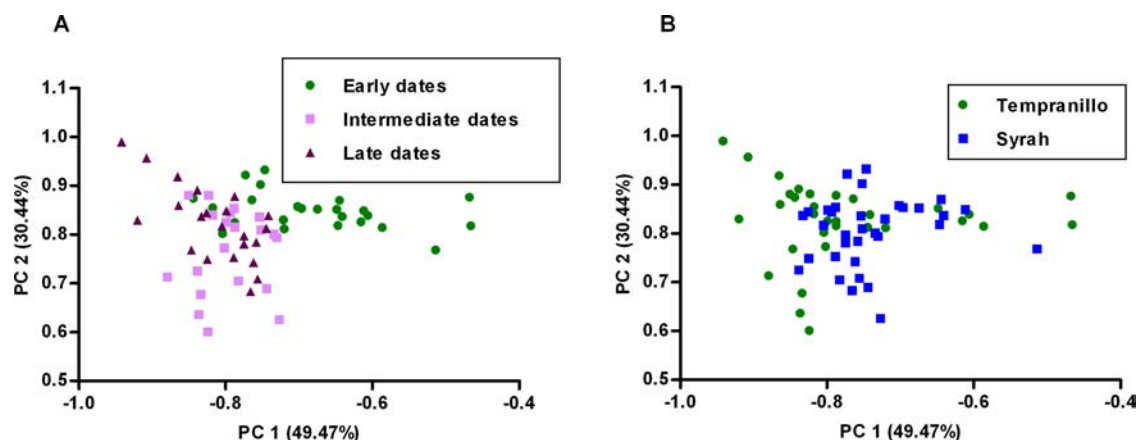 A
Early dates
Intermediate dates
Late dates
1.1
1.0
0.9
0.8
0.7
0.6
0.5
PC 2 (30.44%)
-1.0
-0.8
-0.6
-0.4
PC 1 (49.47%)
B
Tempranillo
Syrah
1.1
1.0
0.9
0.8
0.7
0.6
0.5
PC 2 (30.44%)
-1.0
-0.8
-0.6
-0.4
PC 1 (49.47%)